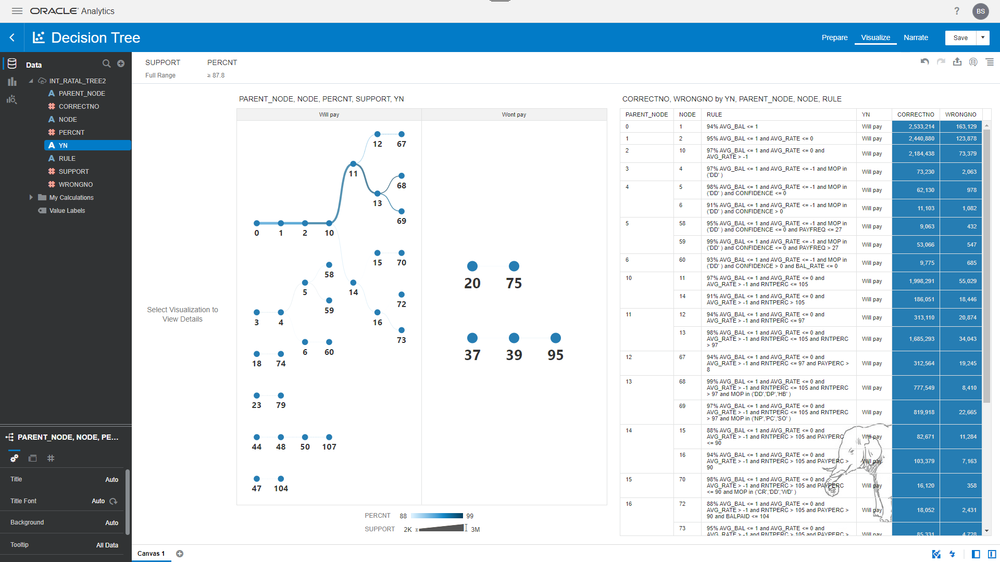 ORACLE Analytics
?
BS
Decision Tree
Prepare
Visualize
Narrate
Save
Data
INT_RATAL_TREE2
PARENT_NODE
CORRECTNO
NODE
PERCNT
YN
RULE
SUPPORT
WRONGNO
My Calculations
Value Labels
PARENT_NODE, NODE, PE...
Title Auto
Title Font Auto
Background Auto
Tooltip All Data
SUPPORT PERCNT
Full Range ≥ 87.8
Select Visualization to
View Details
PARENT_NODE, NODE, PERCNT, SUPPORT, YN
Will pay Wont pay
12 67
11
68
13
69
0 1 2 10
15 70
58
20 75
5 14
72
59
3 4 16
73
6 60
37 39 95
18 74
23 79
44 48 50 107
47 104
PERCNT 88 99
SUPPORT 2K 3M
CORRECTNO, WRONGNO by YN, PARENT_NODE, NODE, RULE
PARENT_NODE NODE RULE YN CORRECTNO WRONGNO
0 1 94% AVG_BAL <= 1 Will pay 2,533,214 163,129
1 2 95% AVG_BAL <= 1 and AVG_RATE <= 0 Will pay 2,440,880 123,878
2 10 97% AVG_BAL <= 1 and AVG_RATE <= 0 and
AVG_RATE > -1 Will pay 2,184,438 73,379
3 4 97% AVG_BAL <= 1 and AVG_RATE <= -1 and MOP in
('DD' ) Will pay 73,230 2,063
4 5 98% AVG_BAL <= 1 and AVG_RATE <= -1 and MOP in
('DD' ) and CONFIDENCE <= 0 Will pay 62,130 978
6 91% AVG_BAL <= 1 and AVG_RATE <= -1 and MOP in
('DD' ) and CONFIDENCE > 0 Will pay 11,103 1,082
5 58 95% AVG_BAL <= 1 and AVG_RATE <= -1 and MOP in
('DD' ) and CONFIDENCE <= 0 and PAYFREQ <= 27 Will pay 9,063 432
59 99% AVG_BAL <= 1 and AVG_RATE <= -1 and MOP in
('DD' ) and CONFIDENCE <= 0 and PAYFREQ > 27 Will pay 53,066 547
6 60 93% AVG_BAL <= 1 and AVG_RATE <= -1 and MOP in
('DD' ) and CONFIDENCE > 0 and BAL_RATE <= 0 Will pay 9,775 685
10 11 97% AVG_BAL <= 1 and AVG_RATE <= 0 and
AVG_RATE > -1 and RNTPERC <= 105 Will pay 1,998,291 55,029
14 91% AVG_BAL <= 1 and AVG_RATE <= 0 and
AVG_RATE > -1 and RNTPERC > 105 Will pay 186,051 18,446
11 12 94% AVG_BAL <= 1 and AVG_RATE <= 0 and
AVG_RATE > -1 and RNTPERC <= 97 Will pay 313,110 20,874
13 98% AVG_BAL <= 1 and AVG_RATE <= 0 and
AVG_RATE > -1 and RNTPERC <= 105 and RNTPERC
> 97 Will pay 1,685,293 34,043
12 67 94% AVG_BAL <= 1 and AVG_RATE <= 0 and
AVG_RATE > -1 and RNTPERC <= 97 and PAYPERC >
8 Will pay 312,564 19,245
13 68 99% AVG_BAL <= 1 and AVG_RATE <= 0 and
AVG_RATE > -1 and RNTPERC <= 105 and RNTPERC
> 97 and MOP in ('DD','DP','HB' ) Will pay 777,549 8,410
69 97% AVG_BAL <= 1 and AVG_RATE <= 0 and
AVG_RATE > -1 and RNTPERC <= 105 and RNTPERC
> 97 and MOP in ('NP','PC','SO' ) Will pay 819,918 22,665
14 15 88% AVG_BAL <= 1 and AVG_RATE <= 0 and
AVG_RATE > -1 and RNTPERC > 105 and PAYPERC
<= 90 Will pay 82,671 11,284
16 94% AVG_BAL <= 1 and AVG_RATE <= 0 and
AVG_RATE > -1 and RNTPERC > 105 and PAYPERC >
90 Will pay 103,379 7,163
15 70 98% AVG_BAL <= 1 and AVG_RATE <= 0 and
AVG_RATE > -1 and RNTPERC > 105 and PAYPERC
<= 90 and MOP in ('CR','DD','WD' ) Will pay 16,120 358
16 72 88% AVG_BAL <= 1 and AVG_RATE <= 0 and
AVG_RATE > -1 and RNTPERC > 105 and PAYPERC >
90 and BALPAID <= 104 Will pay 18,052 2,431
73 95% AVG_BAL <= 1 and AVG_RATE <= 0 and
AVG_RATE > -1 and RNTPERC > 105 and PAYPERC > Will pay 85,331 4,728
Canvas 1